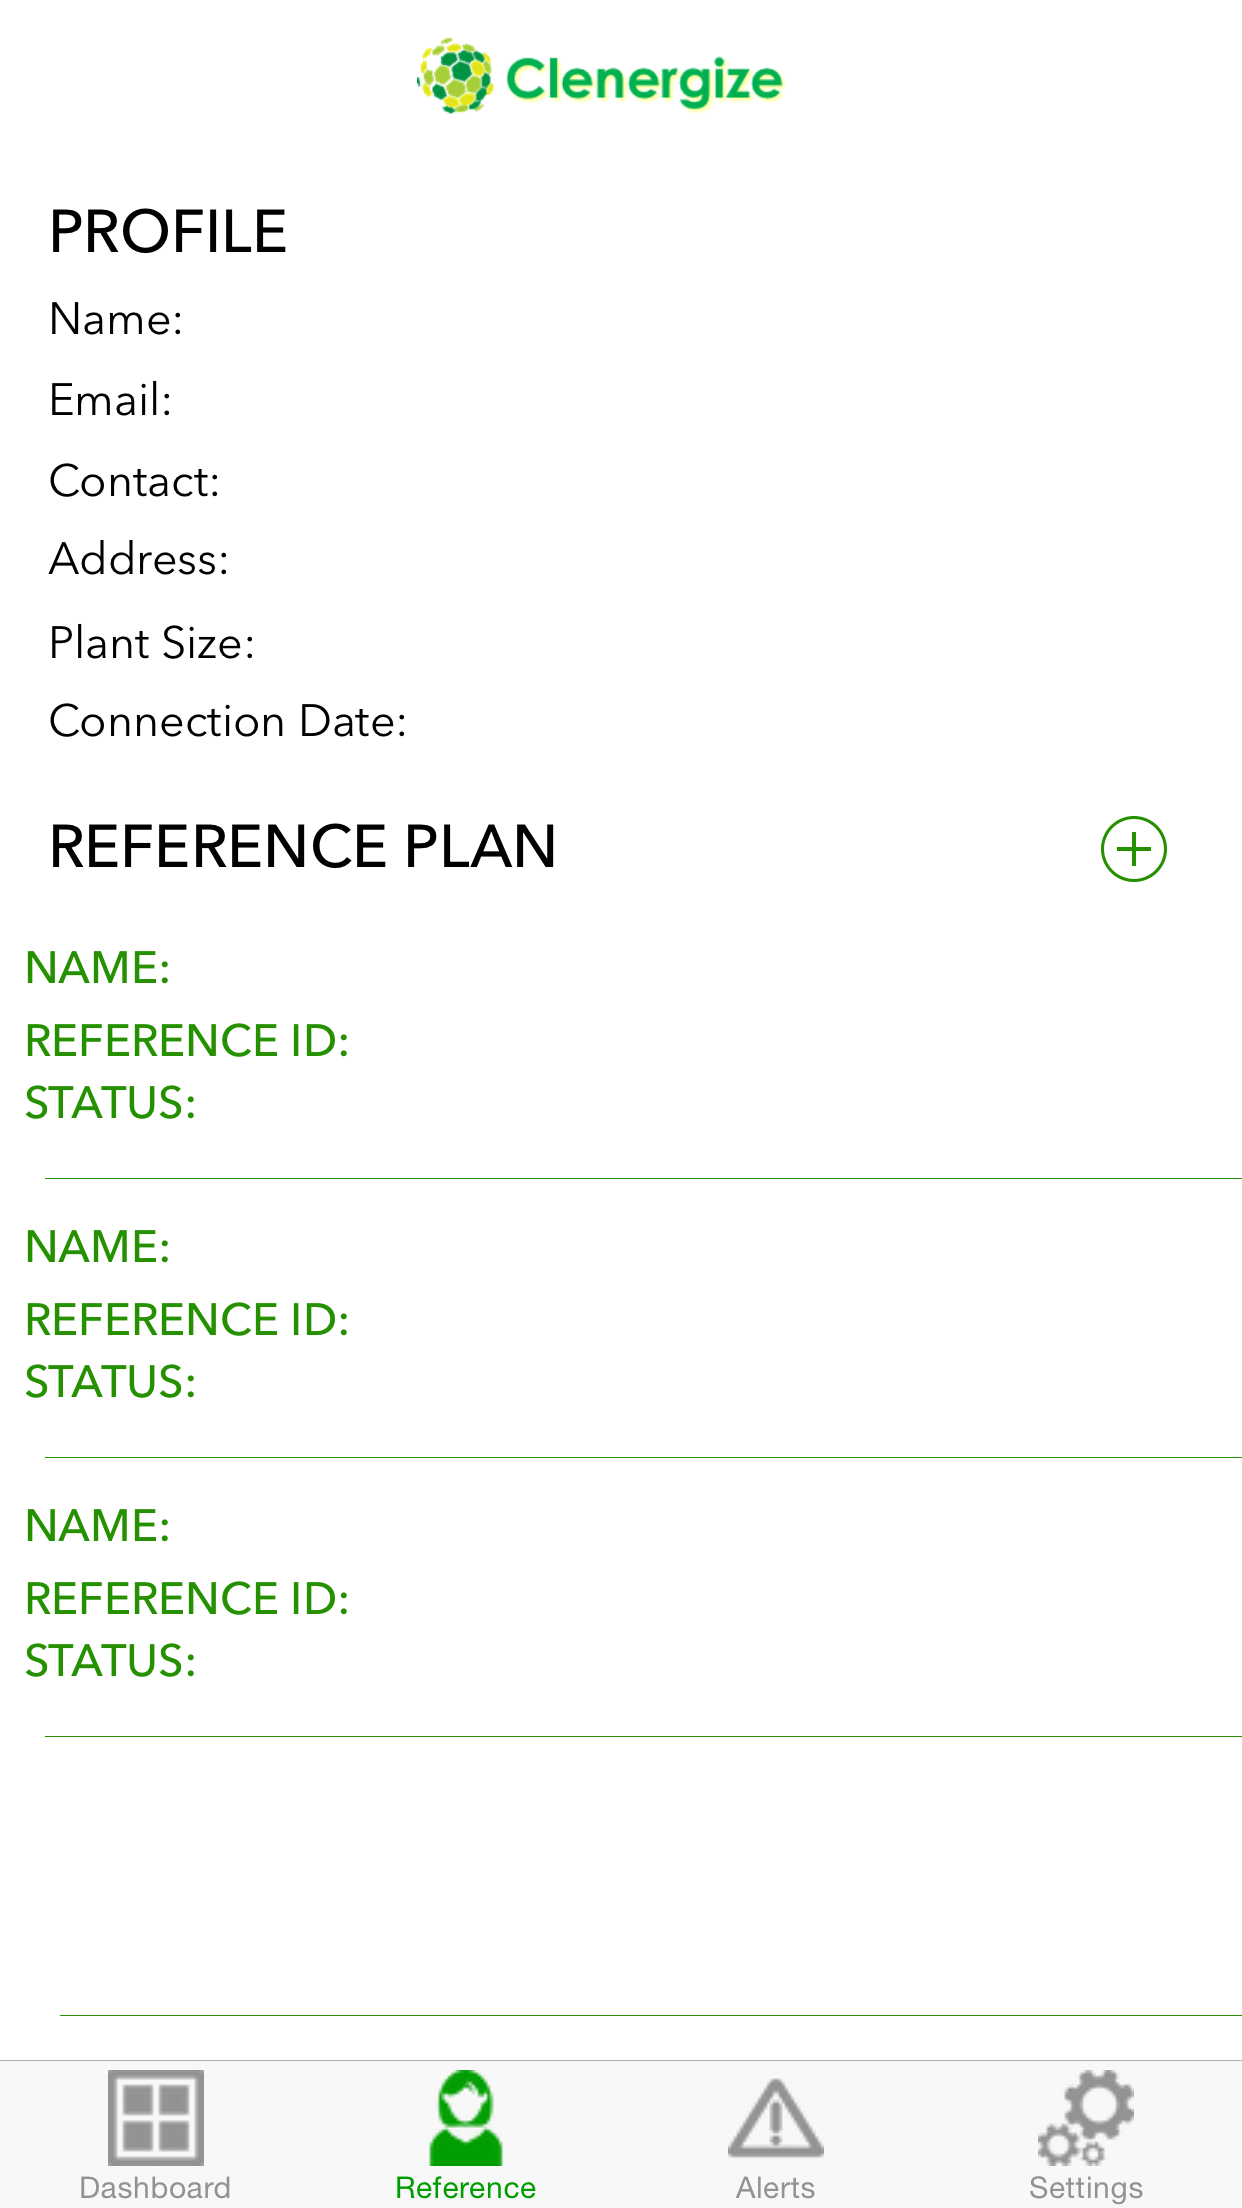 Clenergize
PROFILE
Name:
Email:
Contact:
Address:
Plant Size:
Connection Date:
REFERENCE PLAN
NAME:
REFERENCE ID:
STATUS:
NAME:
REFERENCE ID:
STATUS:
NAME:
REFERENCE ID:
STATUS:
Dashboard Reference Alerts Settings